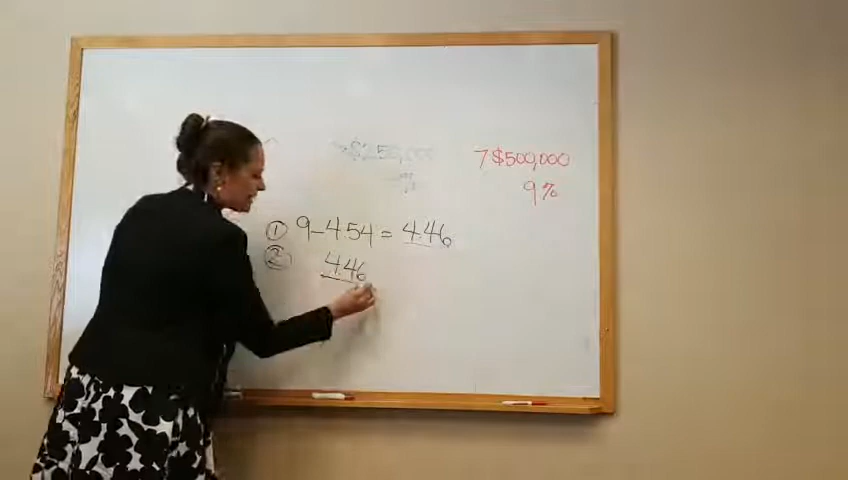 7 $500,000
9%
① 9-4.54 = 4.46
② 4.46